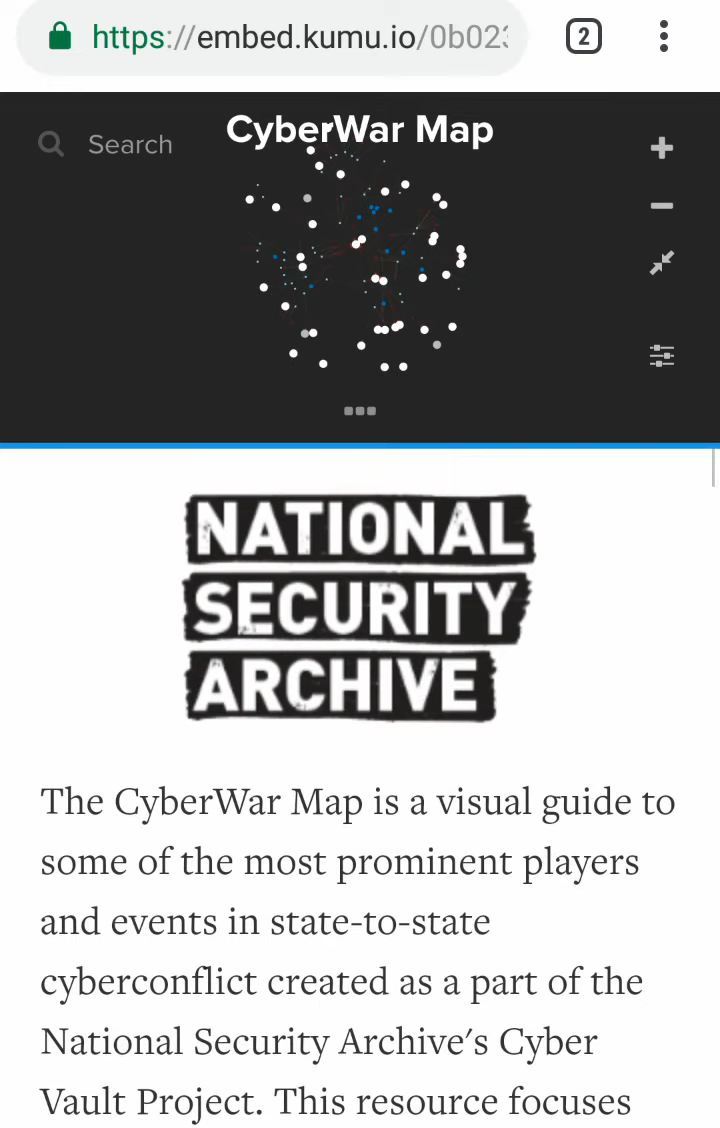 https://embed.kumu.io/0b023
2
Search
CyberWar Map
NATIONAL
SECURITY
ARCHIVE
The CyberWar Map is a visual guide to
some of the most prominent players
and events in state-to-state
cyberconflict created as a part of the
National Security Archive’s Cyber
Vault Project. This resource focuses